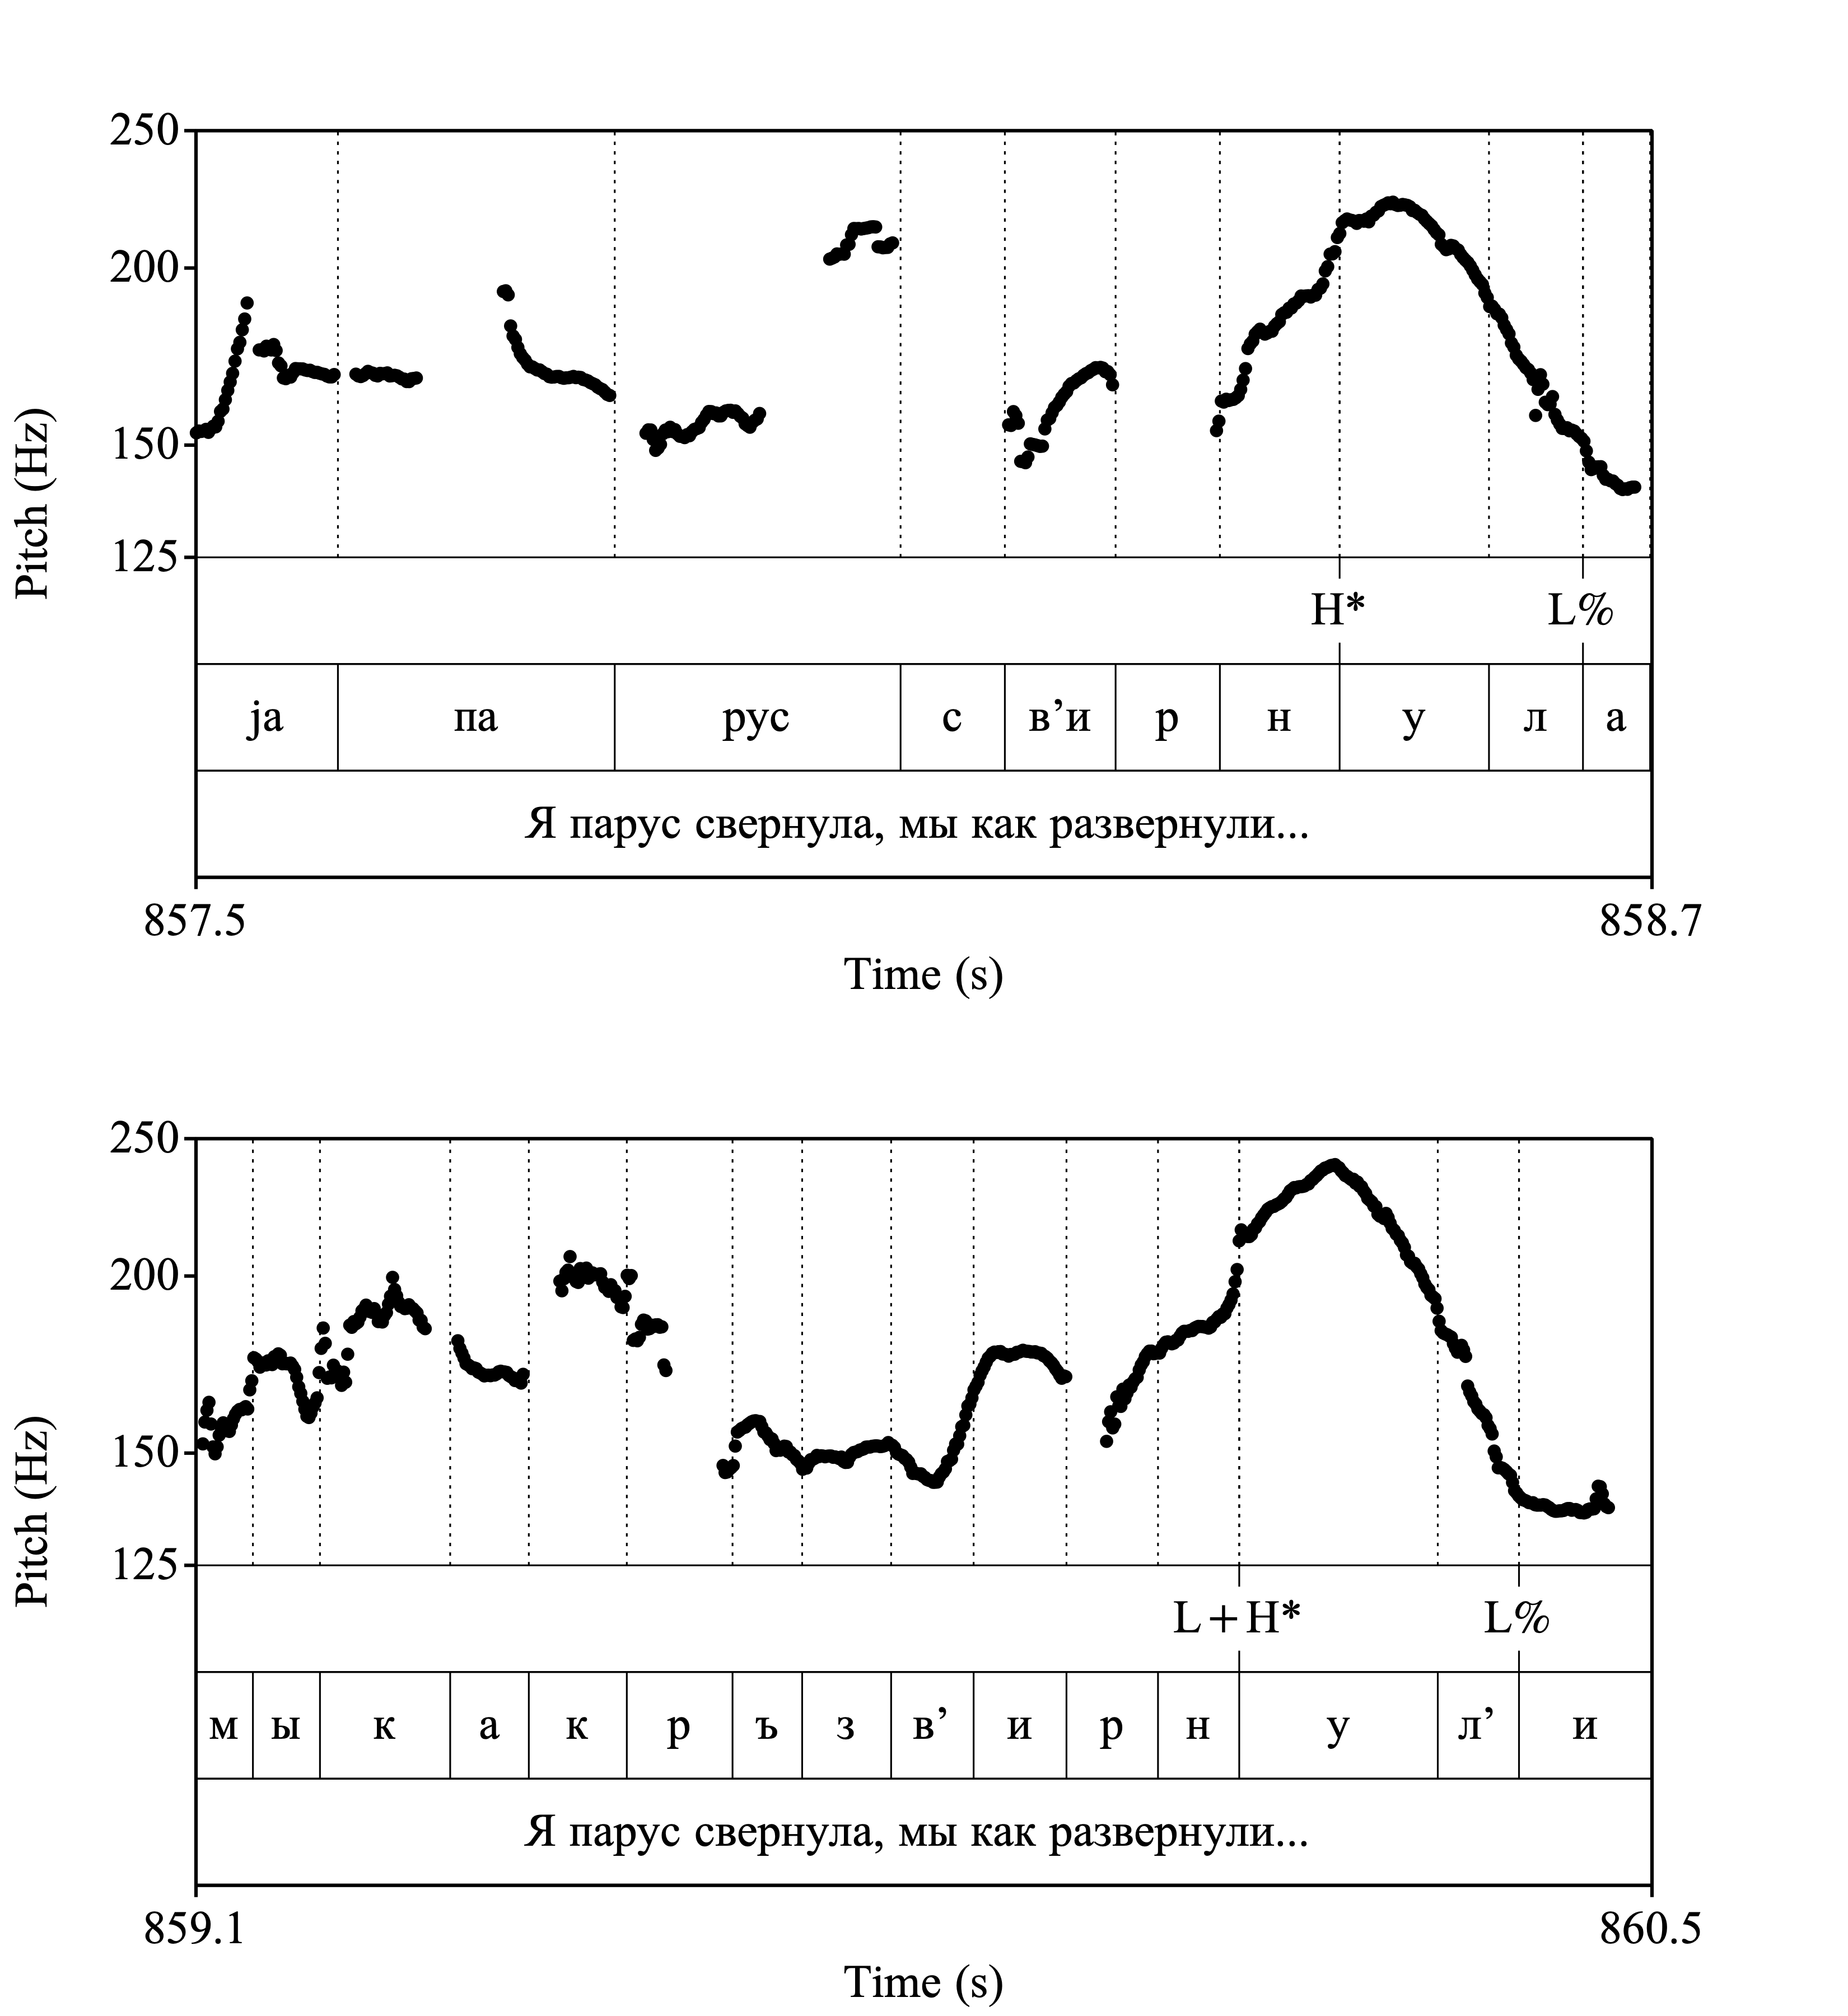 250
200
150
125
Pitch (Hz)
H* L%
ја па рус с в’и р н у л а
Я парус свернула, мы как развернули...
857.5 858.7
Time (s)
250
200
150
125
Pitch (Hz)
L+H* L%
м ы к а к р ъ з в’ и р н у л’ и
Я парус свернула, мы как развернули...
859.1 860.5
Time (s)